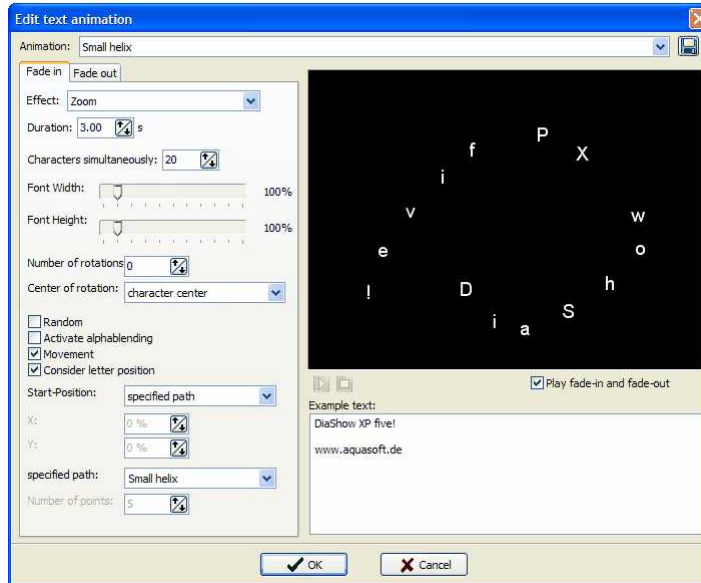 Edit text animation
Animation: Small helix
Fade in Fade out
Effect: Zoom
Duration: 3.00 s
Characters simultaneously: 20
Font Width: 100%
Font Height: 100%
Number of rotations 0
Center of rotation: character center
Random
Activate alphablending
Movement
Consider letter position
Start-Position: specified path
X: 0 %
Y: 0 %
specified path: Small helix
Number of points: 5
P
f
X
i
v
w
e
o
!
D
h
S
i
a
Play fade-in and fade-out
Example text:
DiaShow XP five!
www.aquasoft.de
OK Cancel